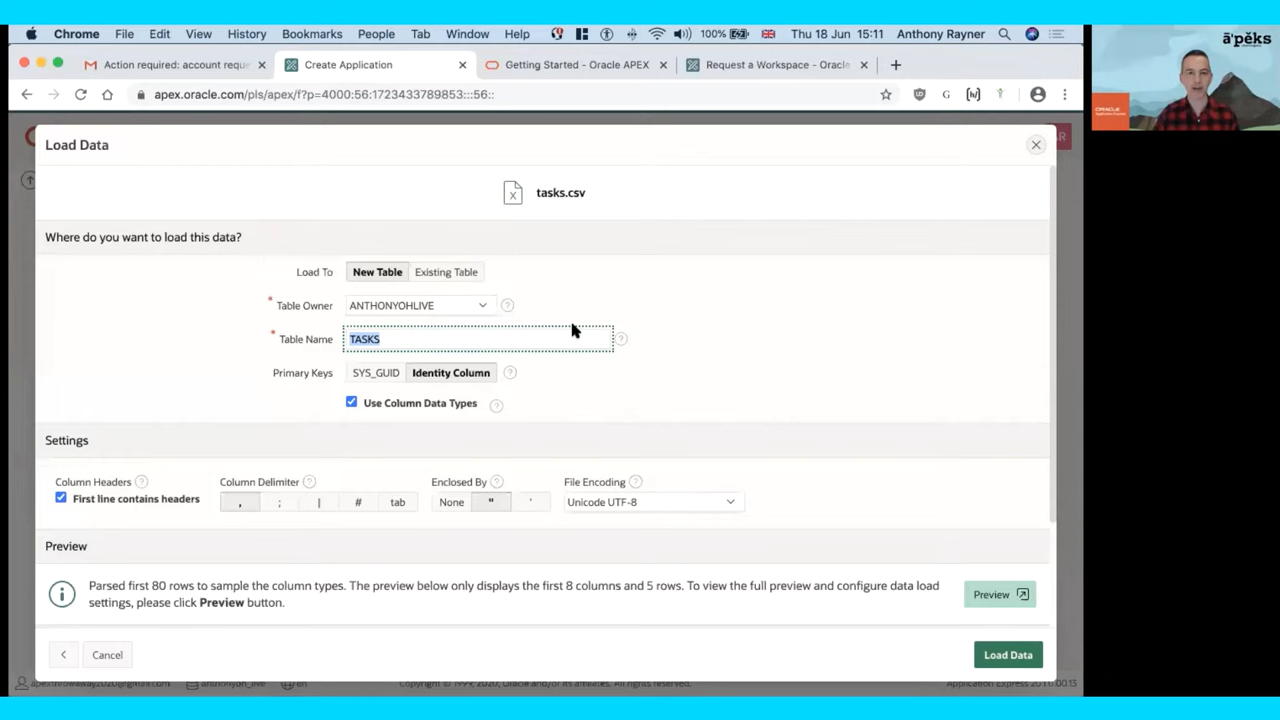 Chrome File Edit View History Bookmarks People Tab Window Help 100% Thu 18 Jun 15:11 Anthony Rayner
āʹpĕks
Action required: account reque Create Application Getting Started - Oracle APEX Request a Workspace - Oracle
apex.oracle.com/pls/apex/f?p=4000:56:1723433789853:::56::
ORACLE
Load Data
tasks.csv
Where do you want to load this data?
Load To New Table Existing Table
* Table Owner ANTHONYOHLIVE ?
* Table Name TASKS ?
Primary Keys SYS_GUID Identity Column ?
Use Column Data Types ?
Settings
Column Headers ? Column Delimiter ? Enclosed By ? File Encoding ?
First line contains headers , ; | # tab None " ' Unicode UTF-8
Preview
Parsed first 80 rows to sample the column types. The preview below only displays the first 8 columns and 5 rows. To view the full preview and configure data load
settings, please click Preview button.
Preview
Cancel Load Data